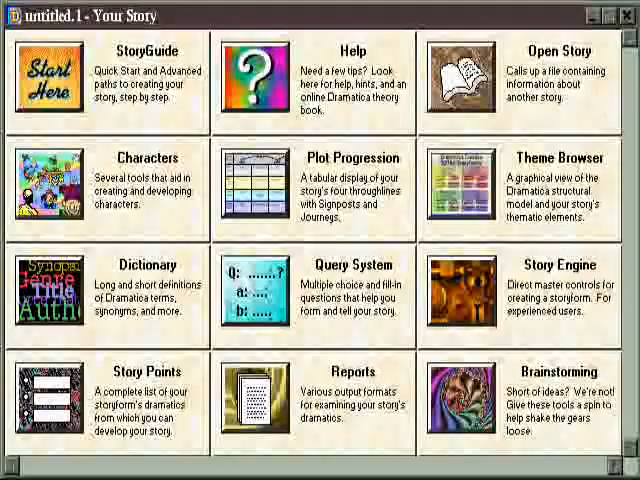 untitled.1 - Your Story
StoryGuide
Start
Here
Quick Start and Advanced
paths to creating your
story, step by step.
Help
?
Need a few tips? Look
here for help, hints, and an
online Dramatica theory
book.
Open Story
Calls up a file containing
information about
another story.
Characters
Several tools that aid in
creating and developing
characters.
Plot Progression
A tabular display of your
story's four throughlines
with Signposts and
Journeys.
Theme Browser
A graphical view of the
Dramatica structural
model and your story's
thematic elements.
Dictionary
Synopsi
Genre
Title
Autho
Long and short definitions
of Dramatica terms,
synonyms, and more.
Query System
Q: ......?
a: ....
b: .....
Multiple choice and fill-in
questions that help you
form and tell your story.
Story Engine
Direct master controls for
creating a storyform. For
experienced users.
Story Points
A complete list of your
storyform's dramatics
from which you can
develop your story.
Reports
Various output formats
for examining your story's
dramatics.
Brainstorming
Short of ideas? We're not!
Give these tools a spin to
help shake the gears
loose.